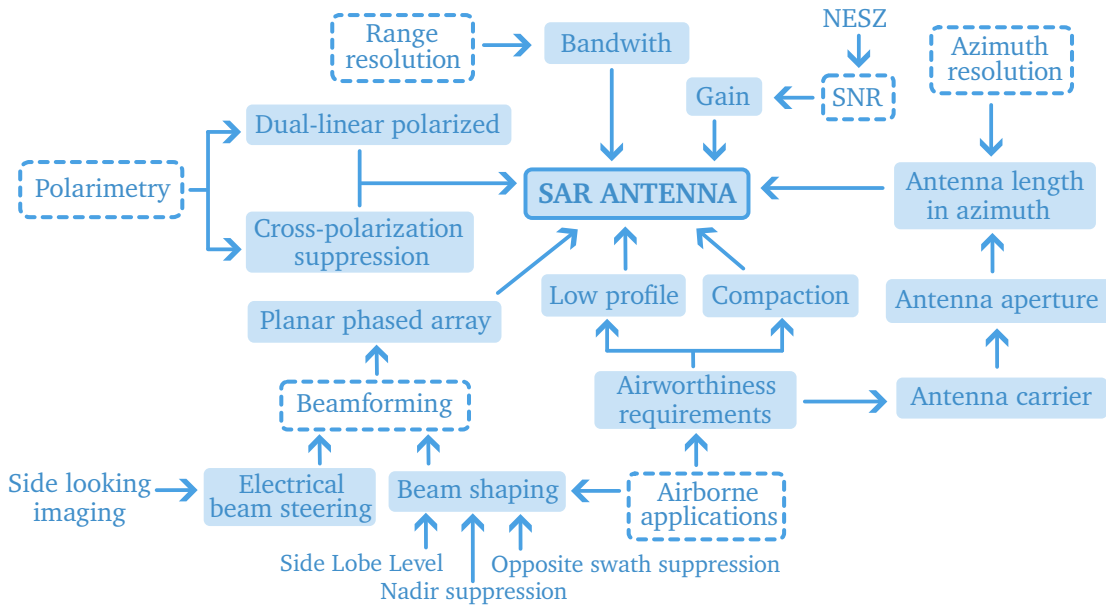 Range
resolution
Bandwith
NESZ
Azimuth
resolution
Gain
SNR
Dual-linear polarized
Polarimetry
SAR ANTENNA
Antenna length
in azimuth
Cross-polarization
suppression
Planar phased array
Low profile
Compaction
Antenna aperture
Beamforming
Airworthiness
requirements
Antenna carrier
Side looking
imaging
Electrical
beam steering
Beam shaping
Airborne
applications
Side Lobe Level
Opposite swath suppression
Nadir suppression